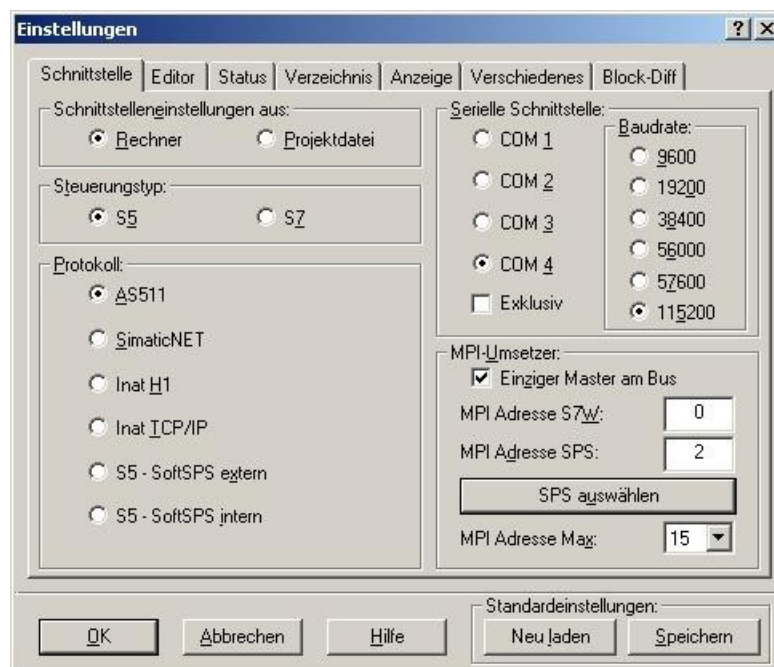 Einstellungen
Schnittstelle Editor Status Verzeichnis Anzeige Verschiedenes Block-Diff
Schnittstelleneinstellungen aus:
Rechner Projektdatei
Steuerungstyp:
S5 S7
Protokoll:
AS511
SimaticNET
Inat H1
Inat TCP/IP
S5 - SoftSPS extern
S5 - SoftSPS intern
Serielle Schnittstelle:
COM 1
COM 2
COM 3
COM 4
Exklusiv
Baudrate:
9600
19200
38400
56000
57600
115200
MPI-Umsetzer:
Einziger Master am Bus
MPI Adresse S7W: 0
MPI Adresse SPS: 2
SPS auswählen
MPI Adresse Max: 15
OK Abbrechen Hilfe
Standardeinstellungen:
Neu laden Speichern